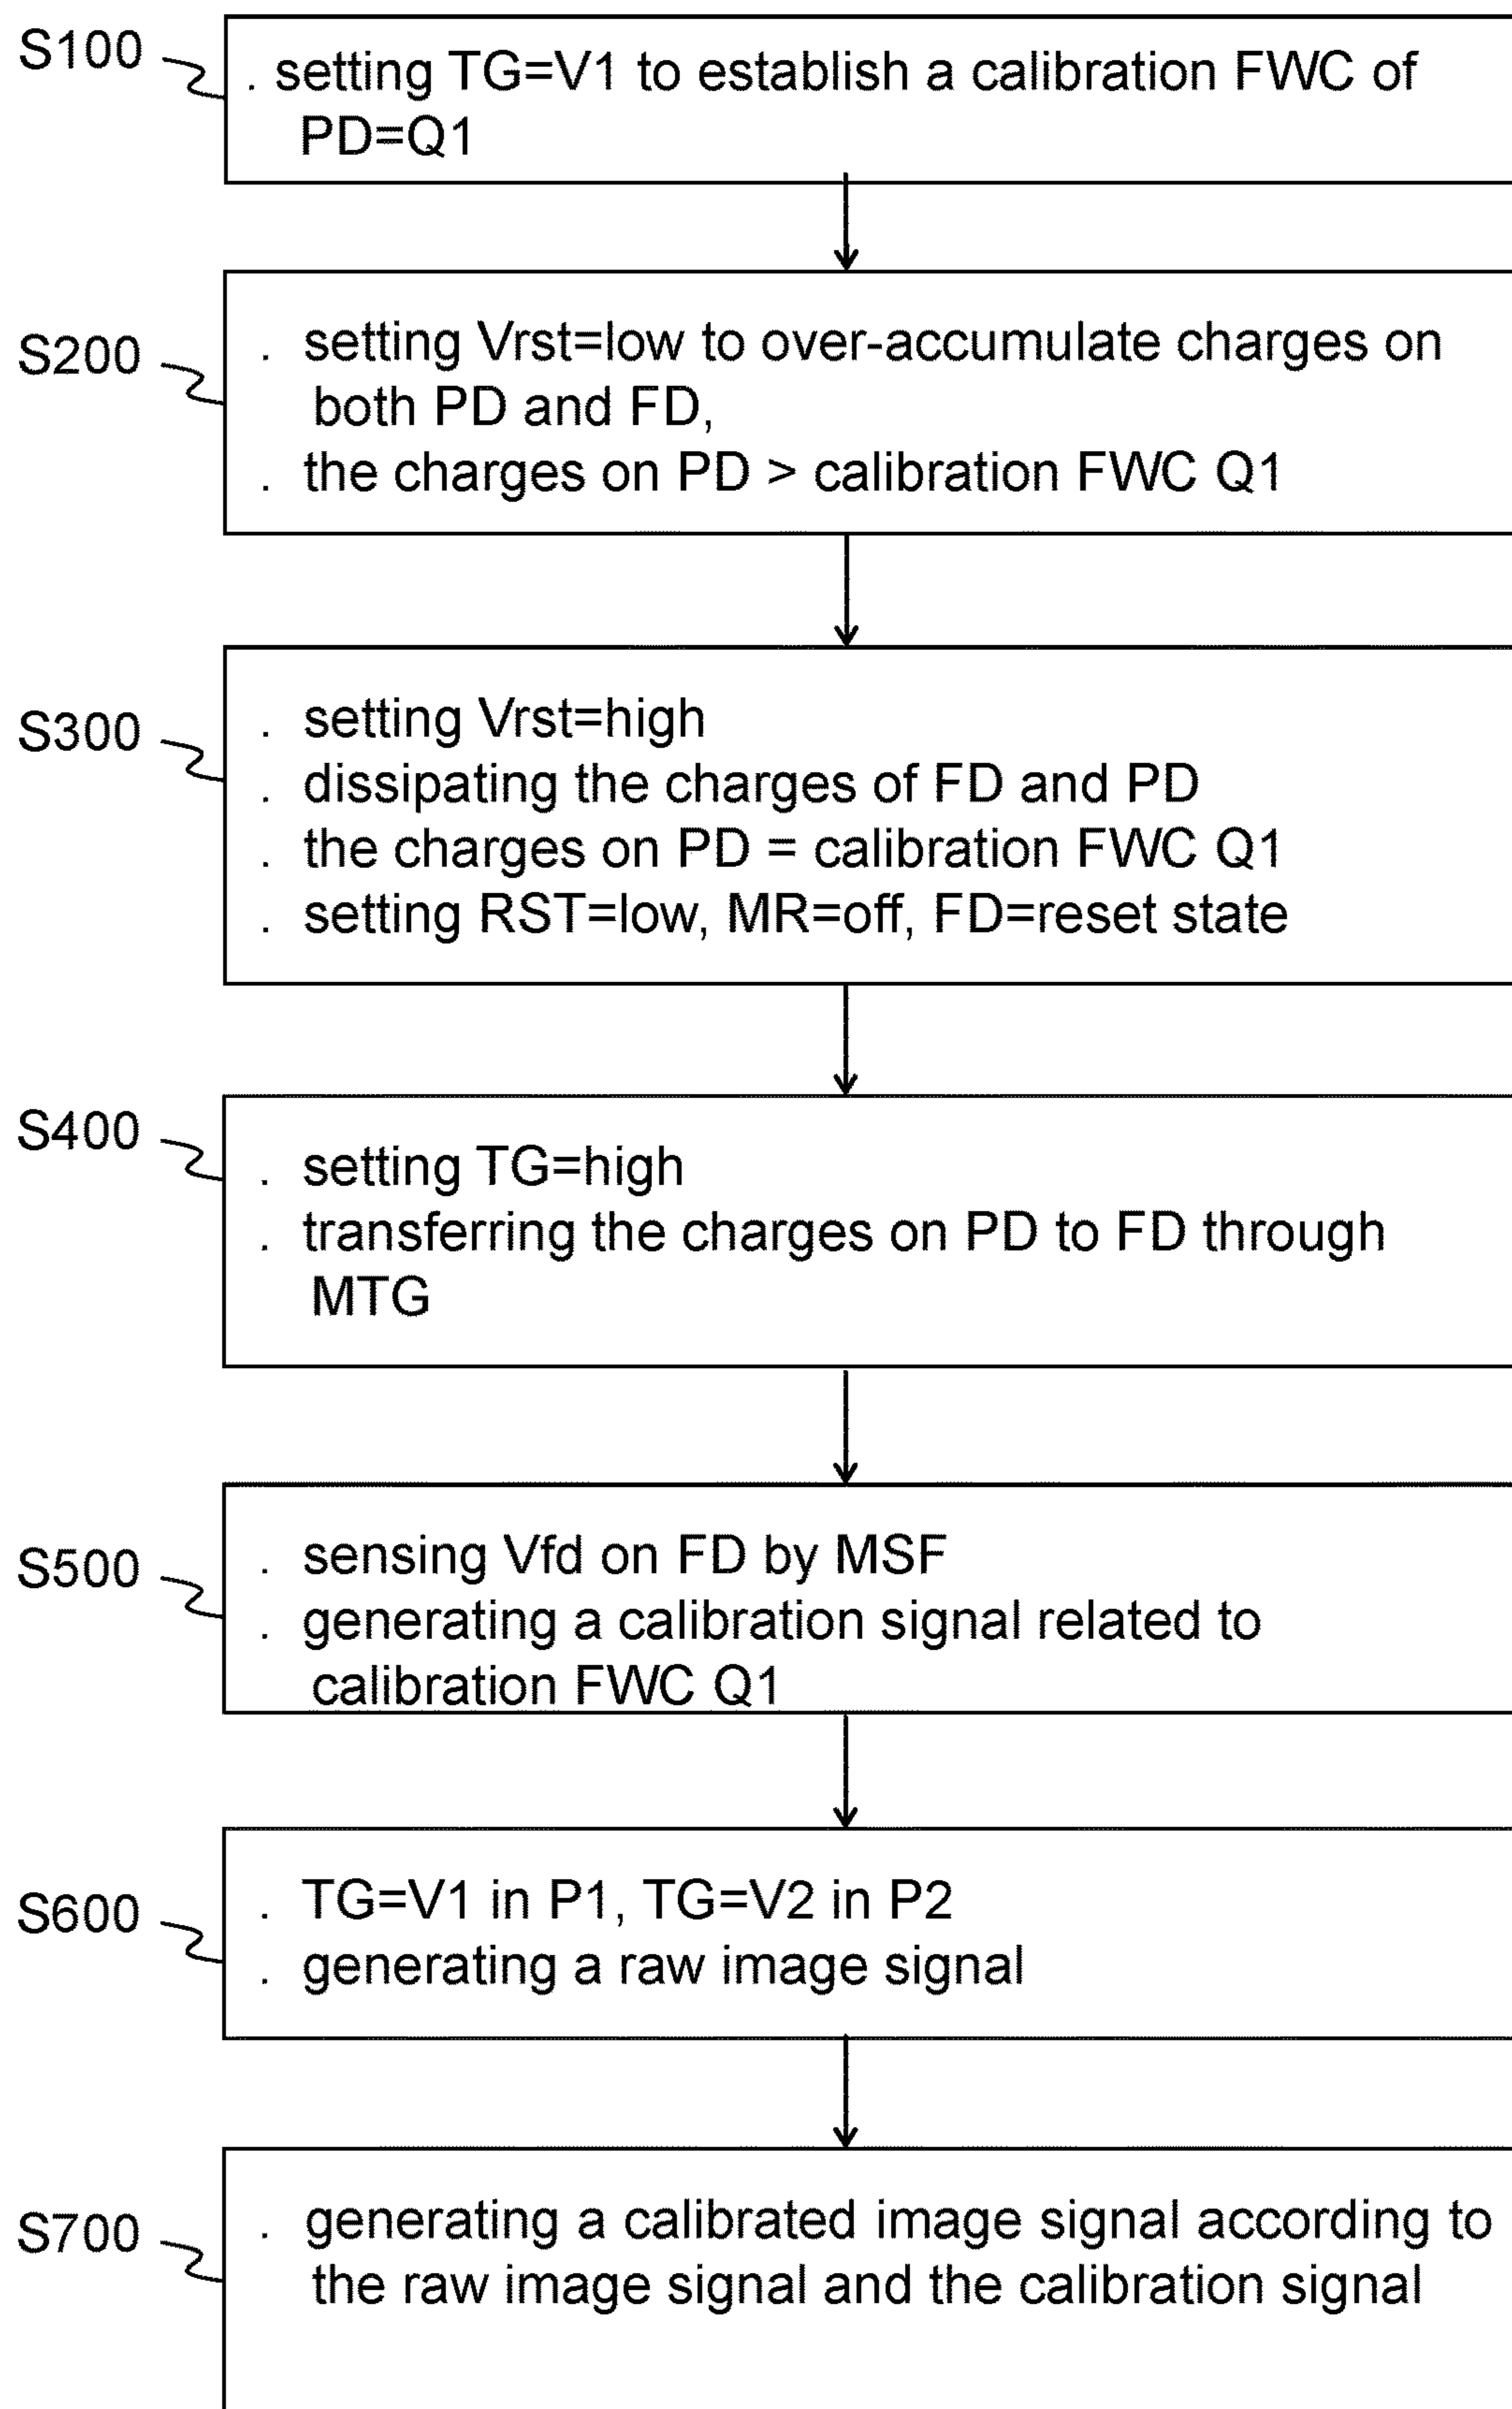 S100
. setting TG=V1 to establish a calibration FWC of
PD=Q1
S200
. setting Vrst=low to over-accumulate charges on
both PD and FD,
. the charges on PD > calibration FWC Q1
S300
. setting Vrst=high
. dissipating the charges of FD and PD
. the charges on PD = calibration FWC Q1
. setting RST=low, MR=off, FD=reset state
S400
. setting TG=high
. transferring the charges on PD to FD through
MTG
S500
. sensing Vfd on FD by MSF
. generating a calibration signal related to
calibration FWC Q1
S600
. TG=V1 in P1, TG=V2 in P2
. generating a raw image signal
S700
. generating a calibrated image signal according to
the raw image signal and the calibration signal